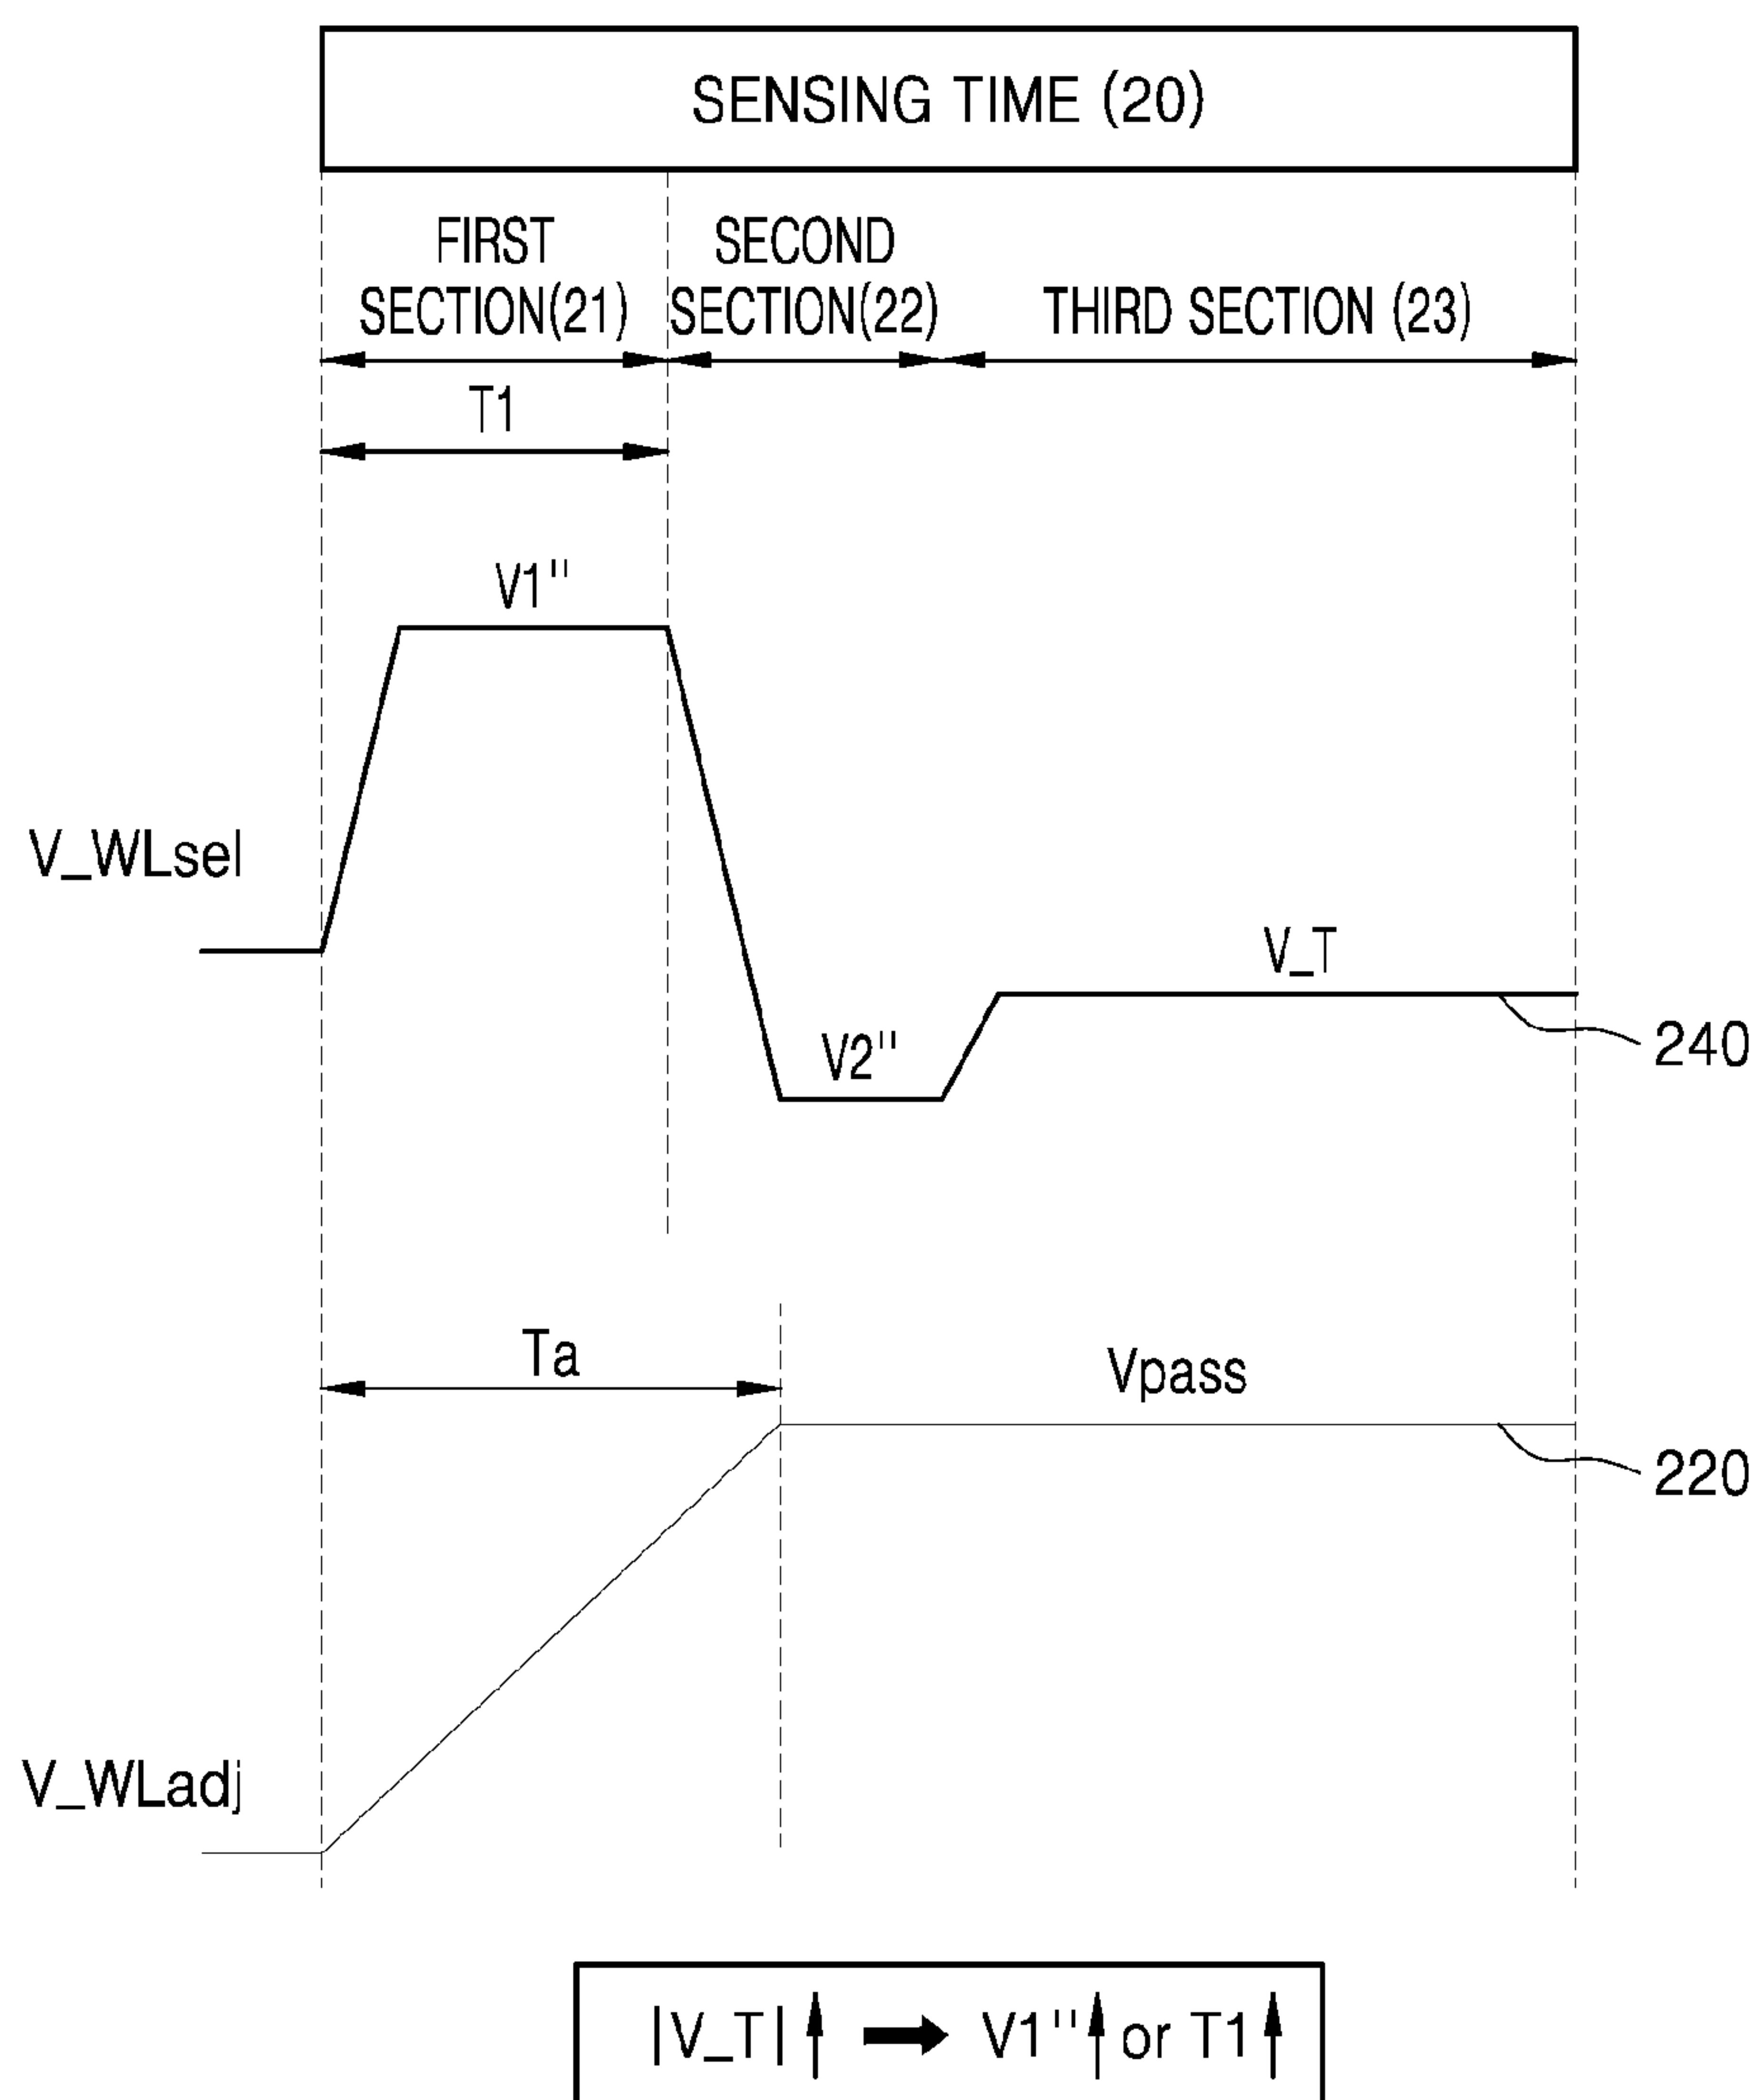 SENSING TIME (20)
FIRST
SECTION(21)
SECOND
SECTION(22)
THIRD SECTION (23)
T1
V1"
V_WLsel
V_T
240
V2"
Ta
Vpass
220
V_WLadj
|V_T|↑ ➡ V1"↑ or T1↑